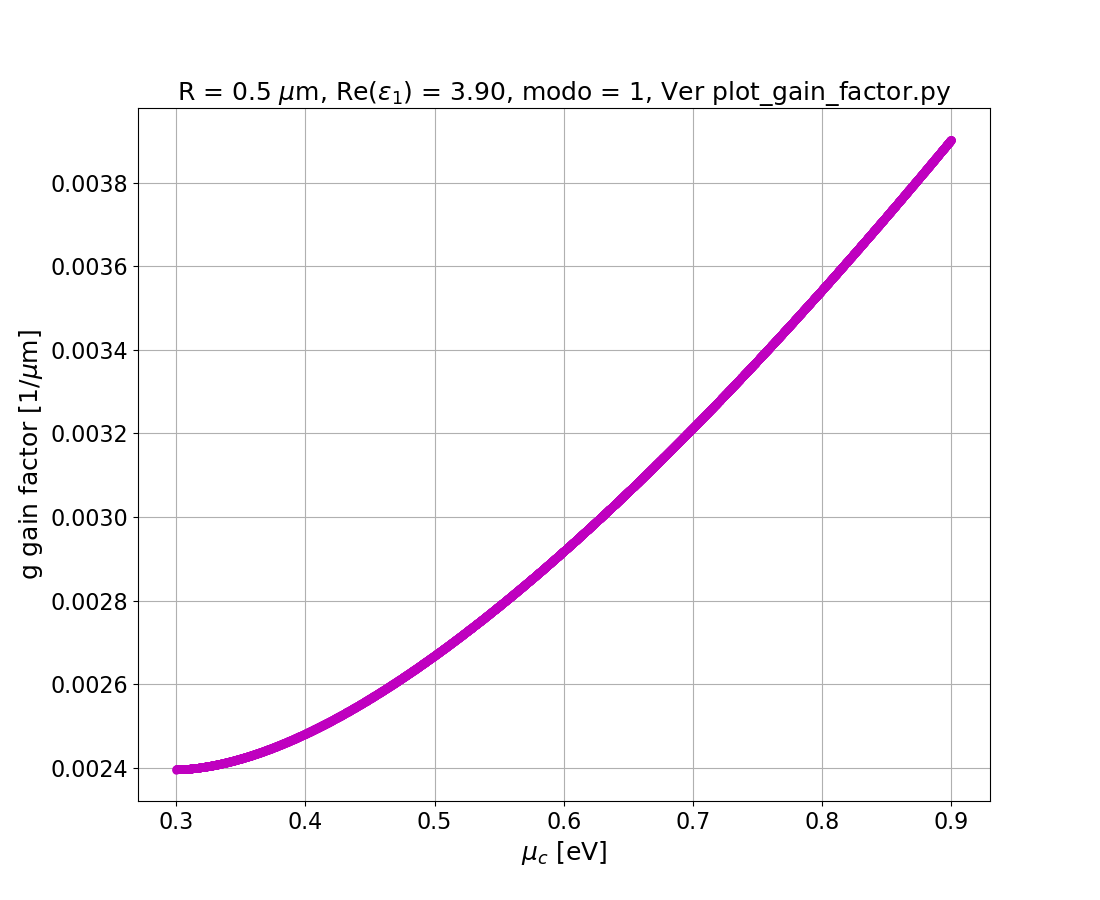 R = 0.5 μm, Re(ε₁) = 3.90, modo = 1, Ver plot_gain_factor.py
g gain factor [1/μm]
0.0038
0.0036
0.0034
0.0032
0.0030
0.0028
0.0026
0.0024
0.3 0.4 0.5 0.6 0.7 0.8 0.9
μ_c [eV]